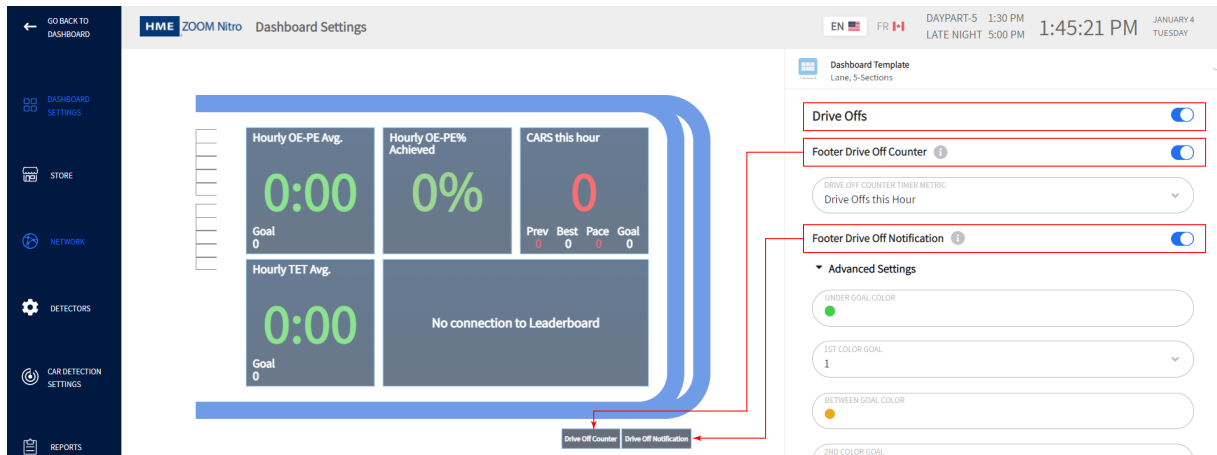 GO BACK TO
DASHBOARD
HME ZOOM Nitro Dashboard Settings
EN FR
DAYPART-5 1:30 PM
LATE NIGHT 5:00 PM
1:45:21 PM
JANUARY 4
TUESDAY
DASHBOARD
SETTINGS
STORE
NETWORK
DETECTORS
CAR DETECTION
SETTINGS
REPORTS
Hourly OE-PE Avg.
0:00
Goal
0
Hourly OE-PE%
Achieved
0%
CARS this hour
0
Prev Best Pace Goal
0 0 0 0
Hourly TET Avg.
0:00
Goal
0
No connection to Leaderboard
Drive Off Counter
Drive Off Notification
Dashboard Template
Lane, 5-Sections
Drive Offs
Footer Drive Off Counter
DRIVE OFF COUNTER TIMER METRIC
Drive Offs this Hour
Footer Drive Off Notification
Advanced Settings
UNDER GOAL COLOR
1ST COLOR GOAL
1
BETWEEN GOAL COLOR
2ND COLOR GOAL